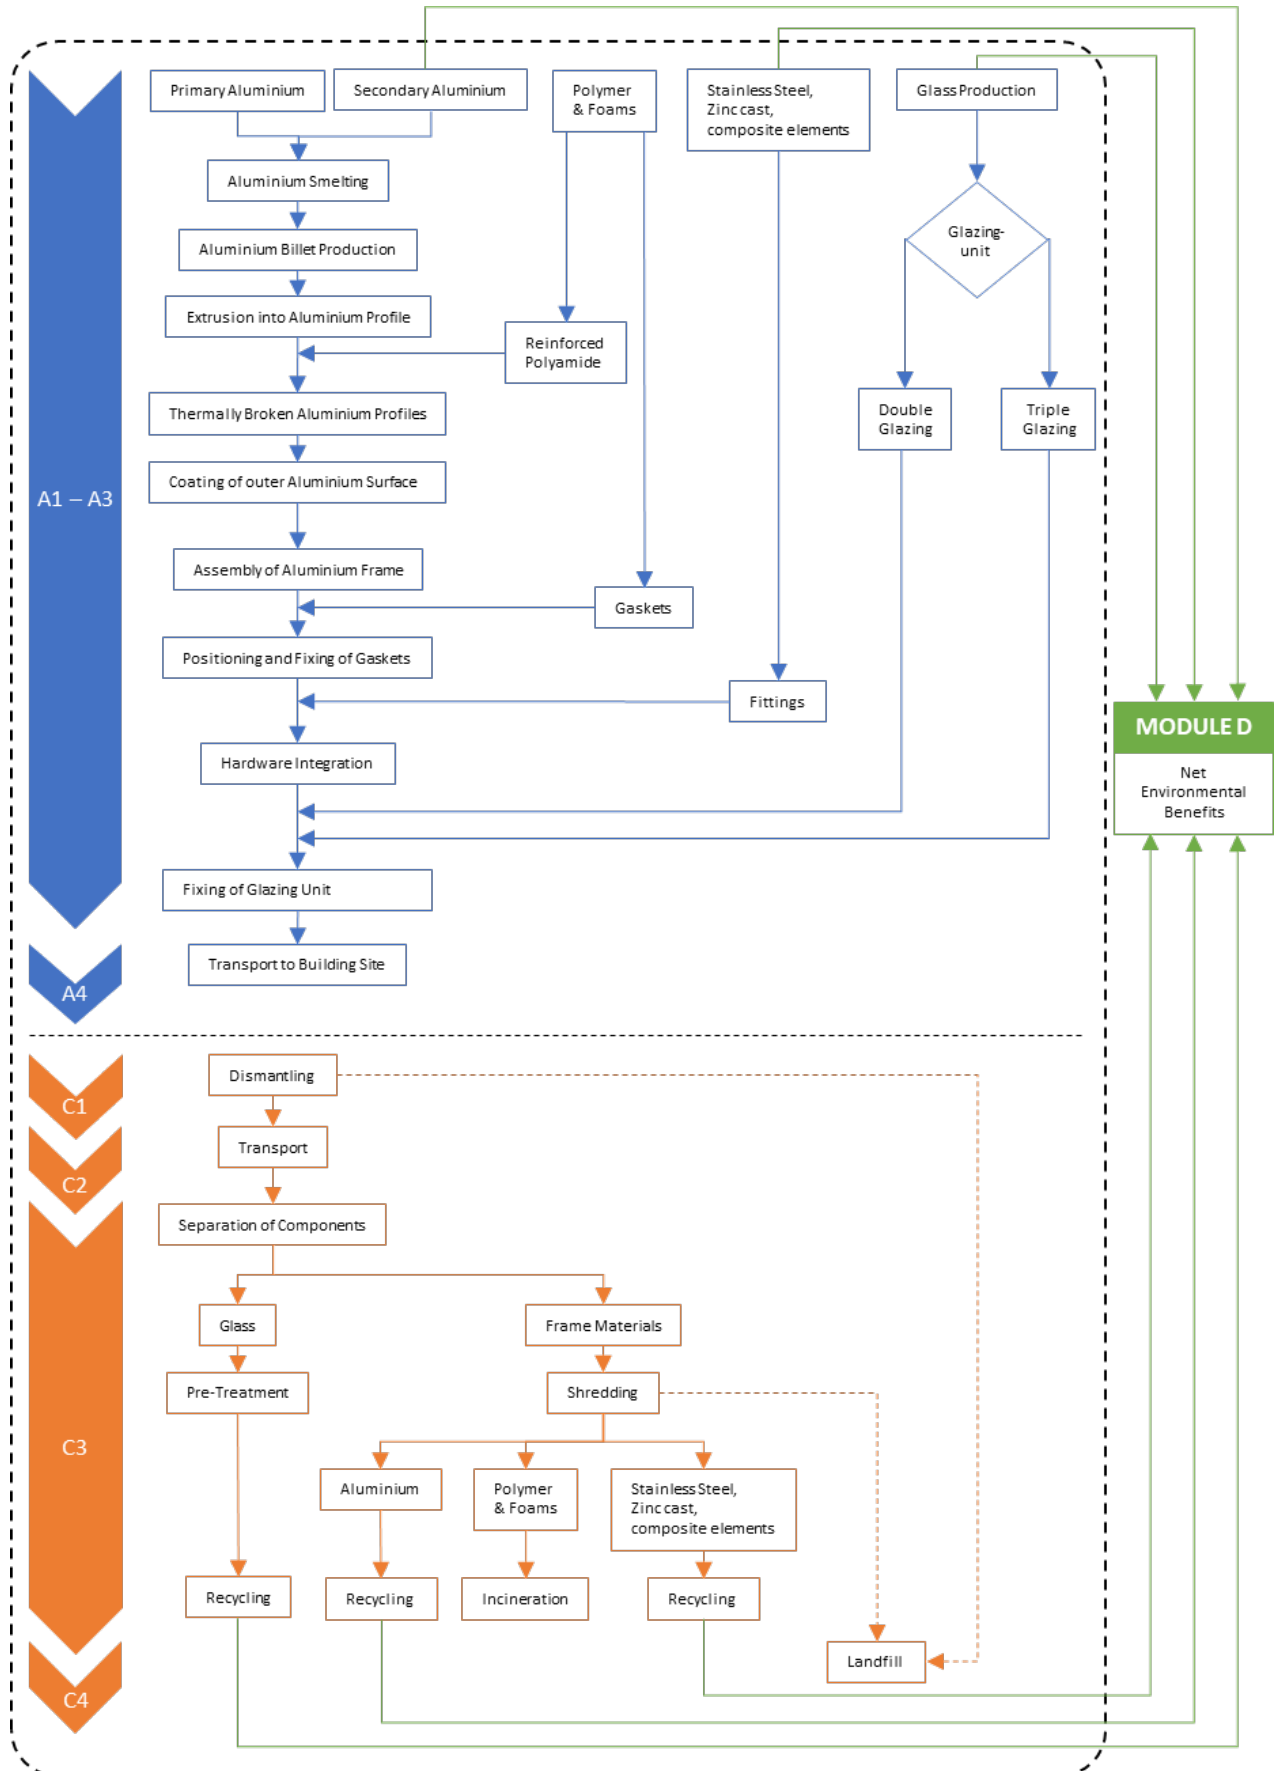 Primary Aluminium
Secondary Aluminium
Polymer
& Foams
Stainless Steel,
Zinc cast,
composite elements
Glass Production
Aluminium Smelting
Aluminium Billet Production
Glazing-
unit
Extrusion into Aluminium Profile
Reinforced
Polyamide
Thermally Broken Aluminium Profiles
Double
Glazing
Triple
Glazing
Coating of outer Aluminium Surface
A1 – A3
Assembly of Aluminium Frame
Gaskets
Positioning and Fixing of Gaskets
Fittings
MODULE D
Net
Environmental
Benefits
Hardware Integration
Fixing of Glazing Unit
Transport to Building Site
A4
Dismantling
C1
Transport
C2
Separation of Components
Glass
Frame Materials
Pre-Treatment
Shredding
C3
Aluminium
Polymer
& Foams
Stainless Steel,
Zinc cast,
composite elements
Recycling
Recycling
Incineration
Recycling
Landfill
C4